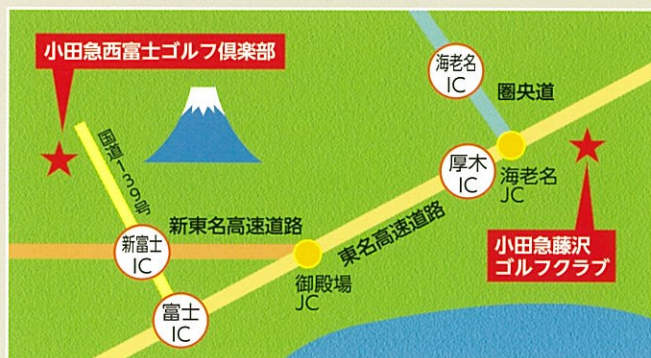 小田急西富士ゴルフ倶楽部
国道139号
新東名高速道路
新富士
IC
富士
IC
御殿場
JC
東名高速道路
厚木
IC
海老名
IC
圏央道
海老名
JC
小田急藤沢
ゴルフクラブ